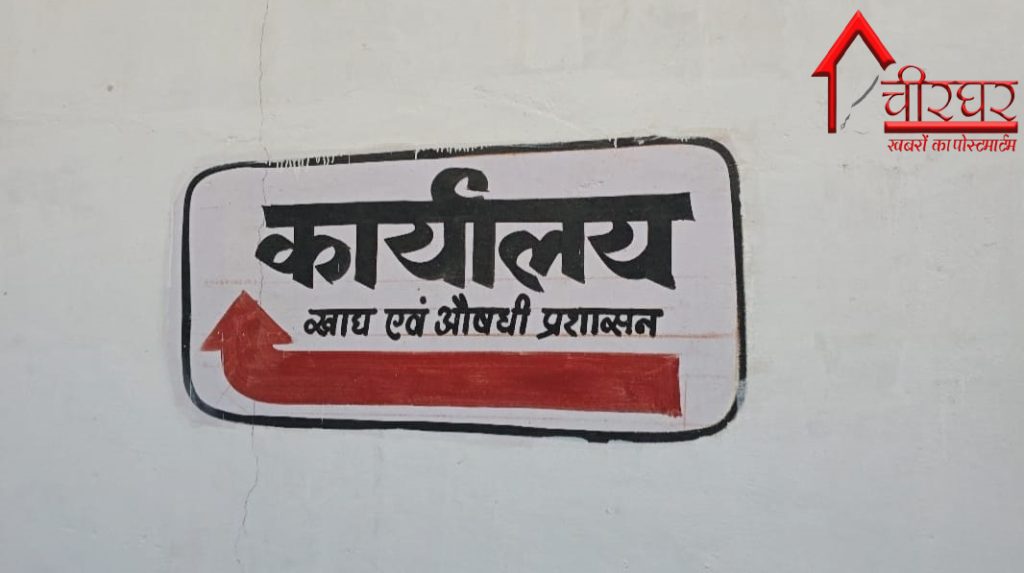 चीरघर
खबरों का पोस्टमार्टम
कार्यालय
खाद्य एवं औषधी प्रशासन